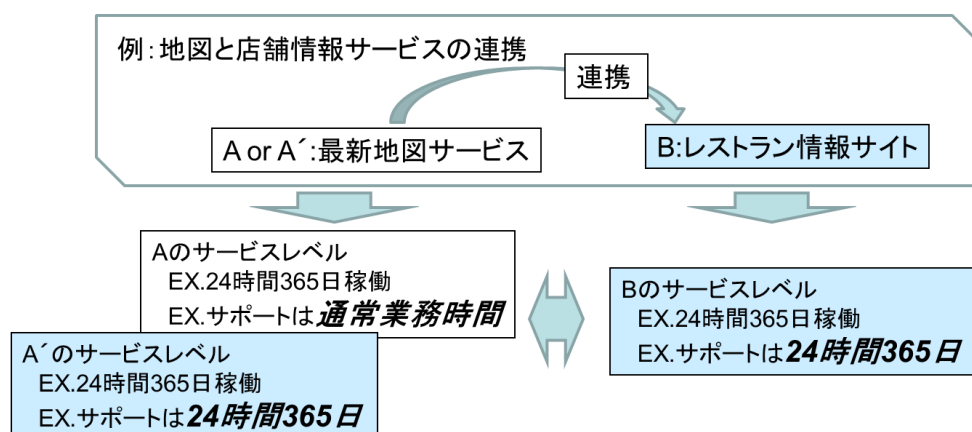 例：地図と店舗情報サービスの連携
連携
A or A´:最新地図サービス
B:レストラン情報サイト
Aのサービスレベル
EX.24時間365日稼働
EX.サポートは通常業務時間
A´のサービスレベル
EX.24時間365日稼働
EX.サポートは24時間365日
Bのサービスレベル
EX.24時間365日稼働
EX.サポートは24時間365日